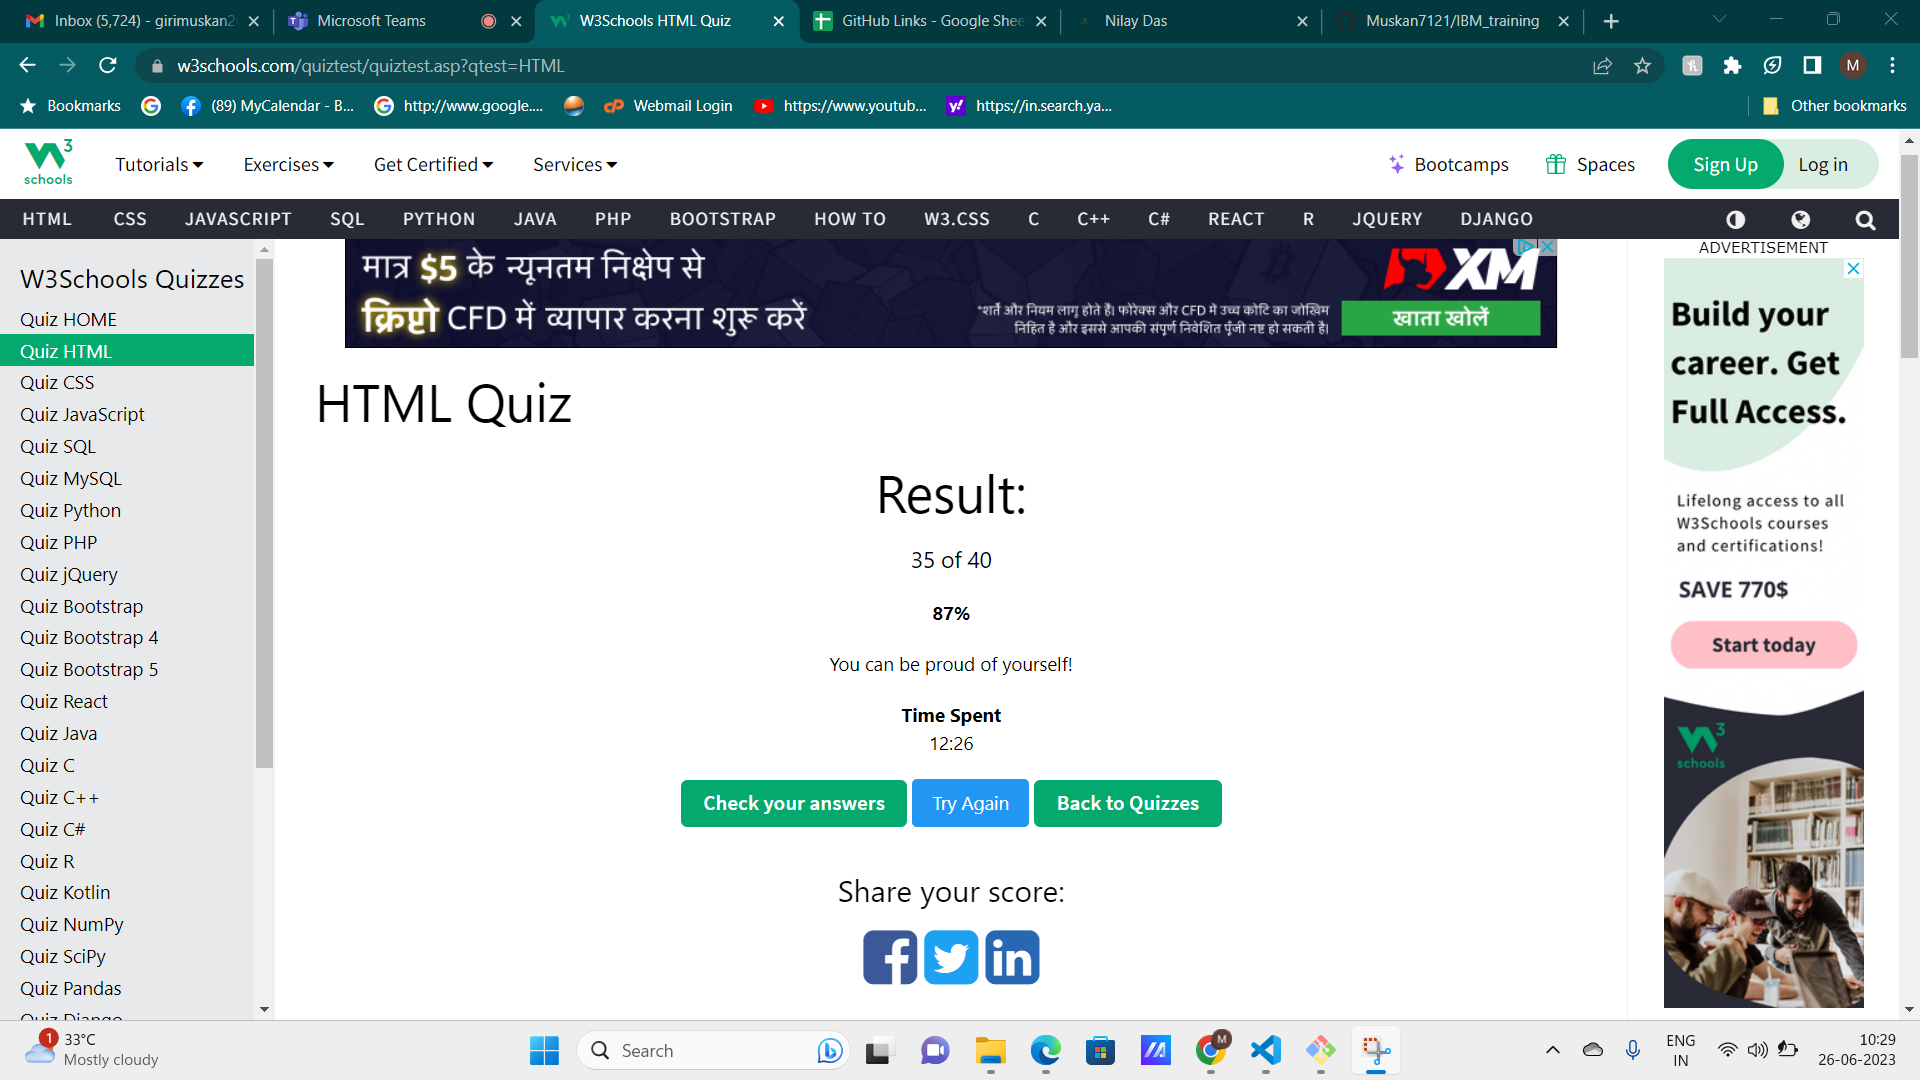 Inbox (5,724) - girimuskan2
Microsoft Teams
W3Schools HTML Quiz
GitHub Links - Google Shee
Nilay Das
Muskan7121/IBM_training
w3schools.com/quiztest/quiztest.asp?qtest=HTML
M
Bookmarks
(89) MyCalendar - B...
http://www.google....
Webmail Login
https://www.youtub...
https://in.search.ya...
Other bookmarks
W3 schools
Tutorials
Exercises
Get Certified
Services
Bootcamps
Spaces
Sign Up
Log in
HTML
CSS
JAVASCRIPT
SQL
PYTHON
JAVA
PHP
BOOTSTRAP
HOW TO
W3.CSS
C
C++
C#
REACT
R
JQUERY
DJANGO
W3Schools Quizzes
Quiz HOME
Quiz HTML
Quiz CSS
Quiz JavaScript
Quiz SQL
Quiz MySQL
Quiz Python
Quiz PHP
Quiz jQuery
Quiz Bootstrap
Quiz Bootstrap 4
Quiz Bootstrap 5
Quiz React
Quiz Java
Quiz C
Quiz C++
Quiz C#
Quiz R
Quiz Kotlin
Quiz NumPy
Quiz SciPy
Quiz Pandas
Quiz Django
मात्र $5 के न्यूनतम निक्षेप से
क्रिप्टो CFD में व्यापार करना शुरू करें
*शर्तें और नियम लागू होते हैं। फोरेक्स और CFD में उच्च कोटि का जोखिम
निहित है और इससे आपकी संपूर्ण निवेशित पूँजी नष्ट हो सकती है।
XM
खाता खोलें
HTML Quiz
Result:
35 of 40
87%
You can be proud of yourself!
Time Spent
12:26
Check your answers
Try Again
Back to Quizzes
Share your score:
ADVERTISEMENT
Build your
career. Get
Full Access.
Lifelong access to all
W3Schools courses
and certifications!
SAVE 770$
Start today
W3 schools
1
33°C
Mostly cloudy
Search
M
ENG
IN
10:29
26-06-2023